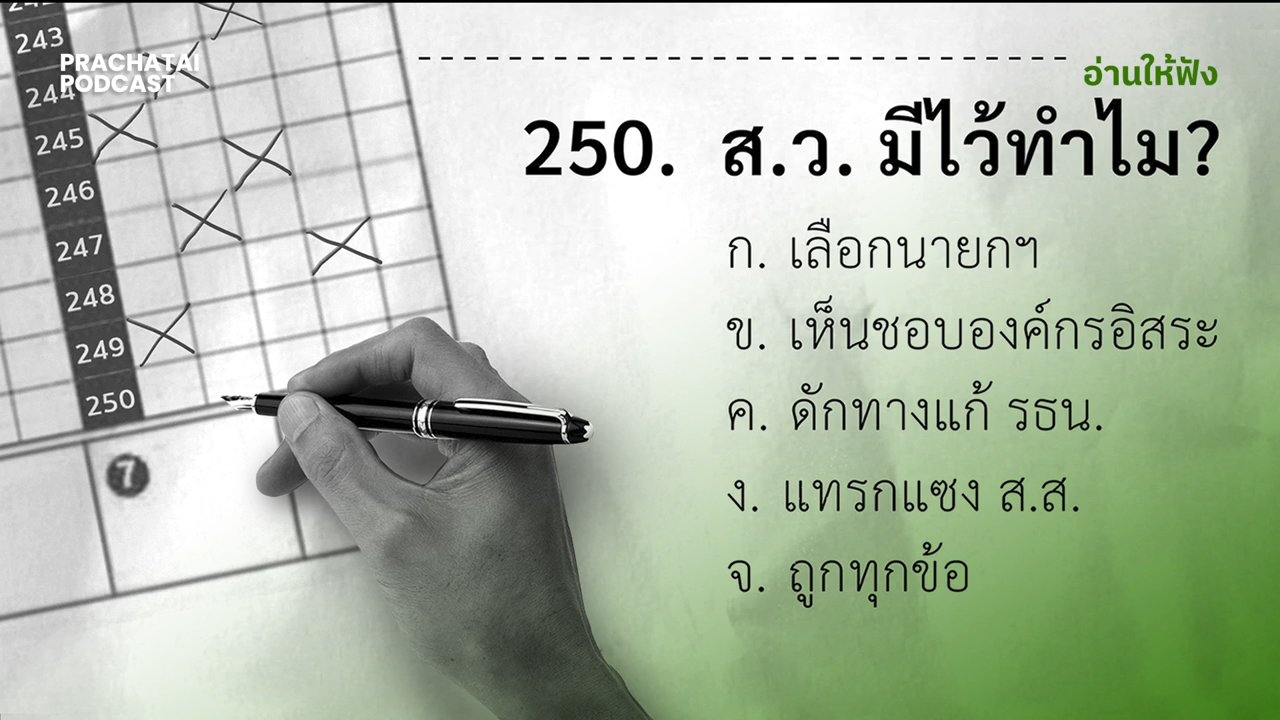 243
244
245
246
247
248
249
250
7
PRACHATAI
PODCAST
อ่านให้ฟัง
250. ส.ว. มีไว้ทำไม?
ก. เลือกนายกฯ
ข. เห็นชอบองค์กรอิสระ
ค. ดักทางแก้ รธน.
ง. แทรกแซง ส.ส.
จ. ถูกทุกข้อ